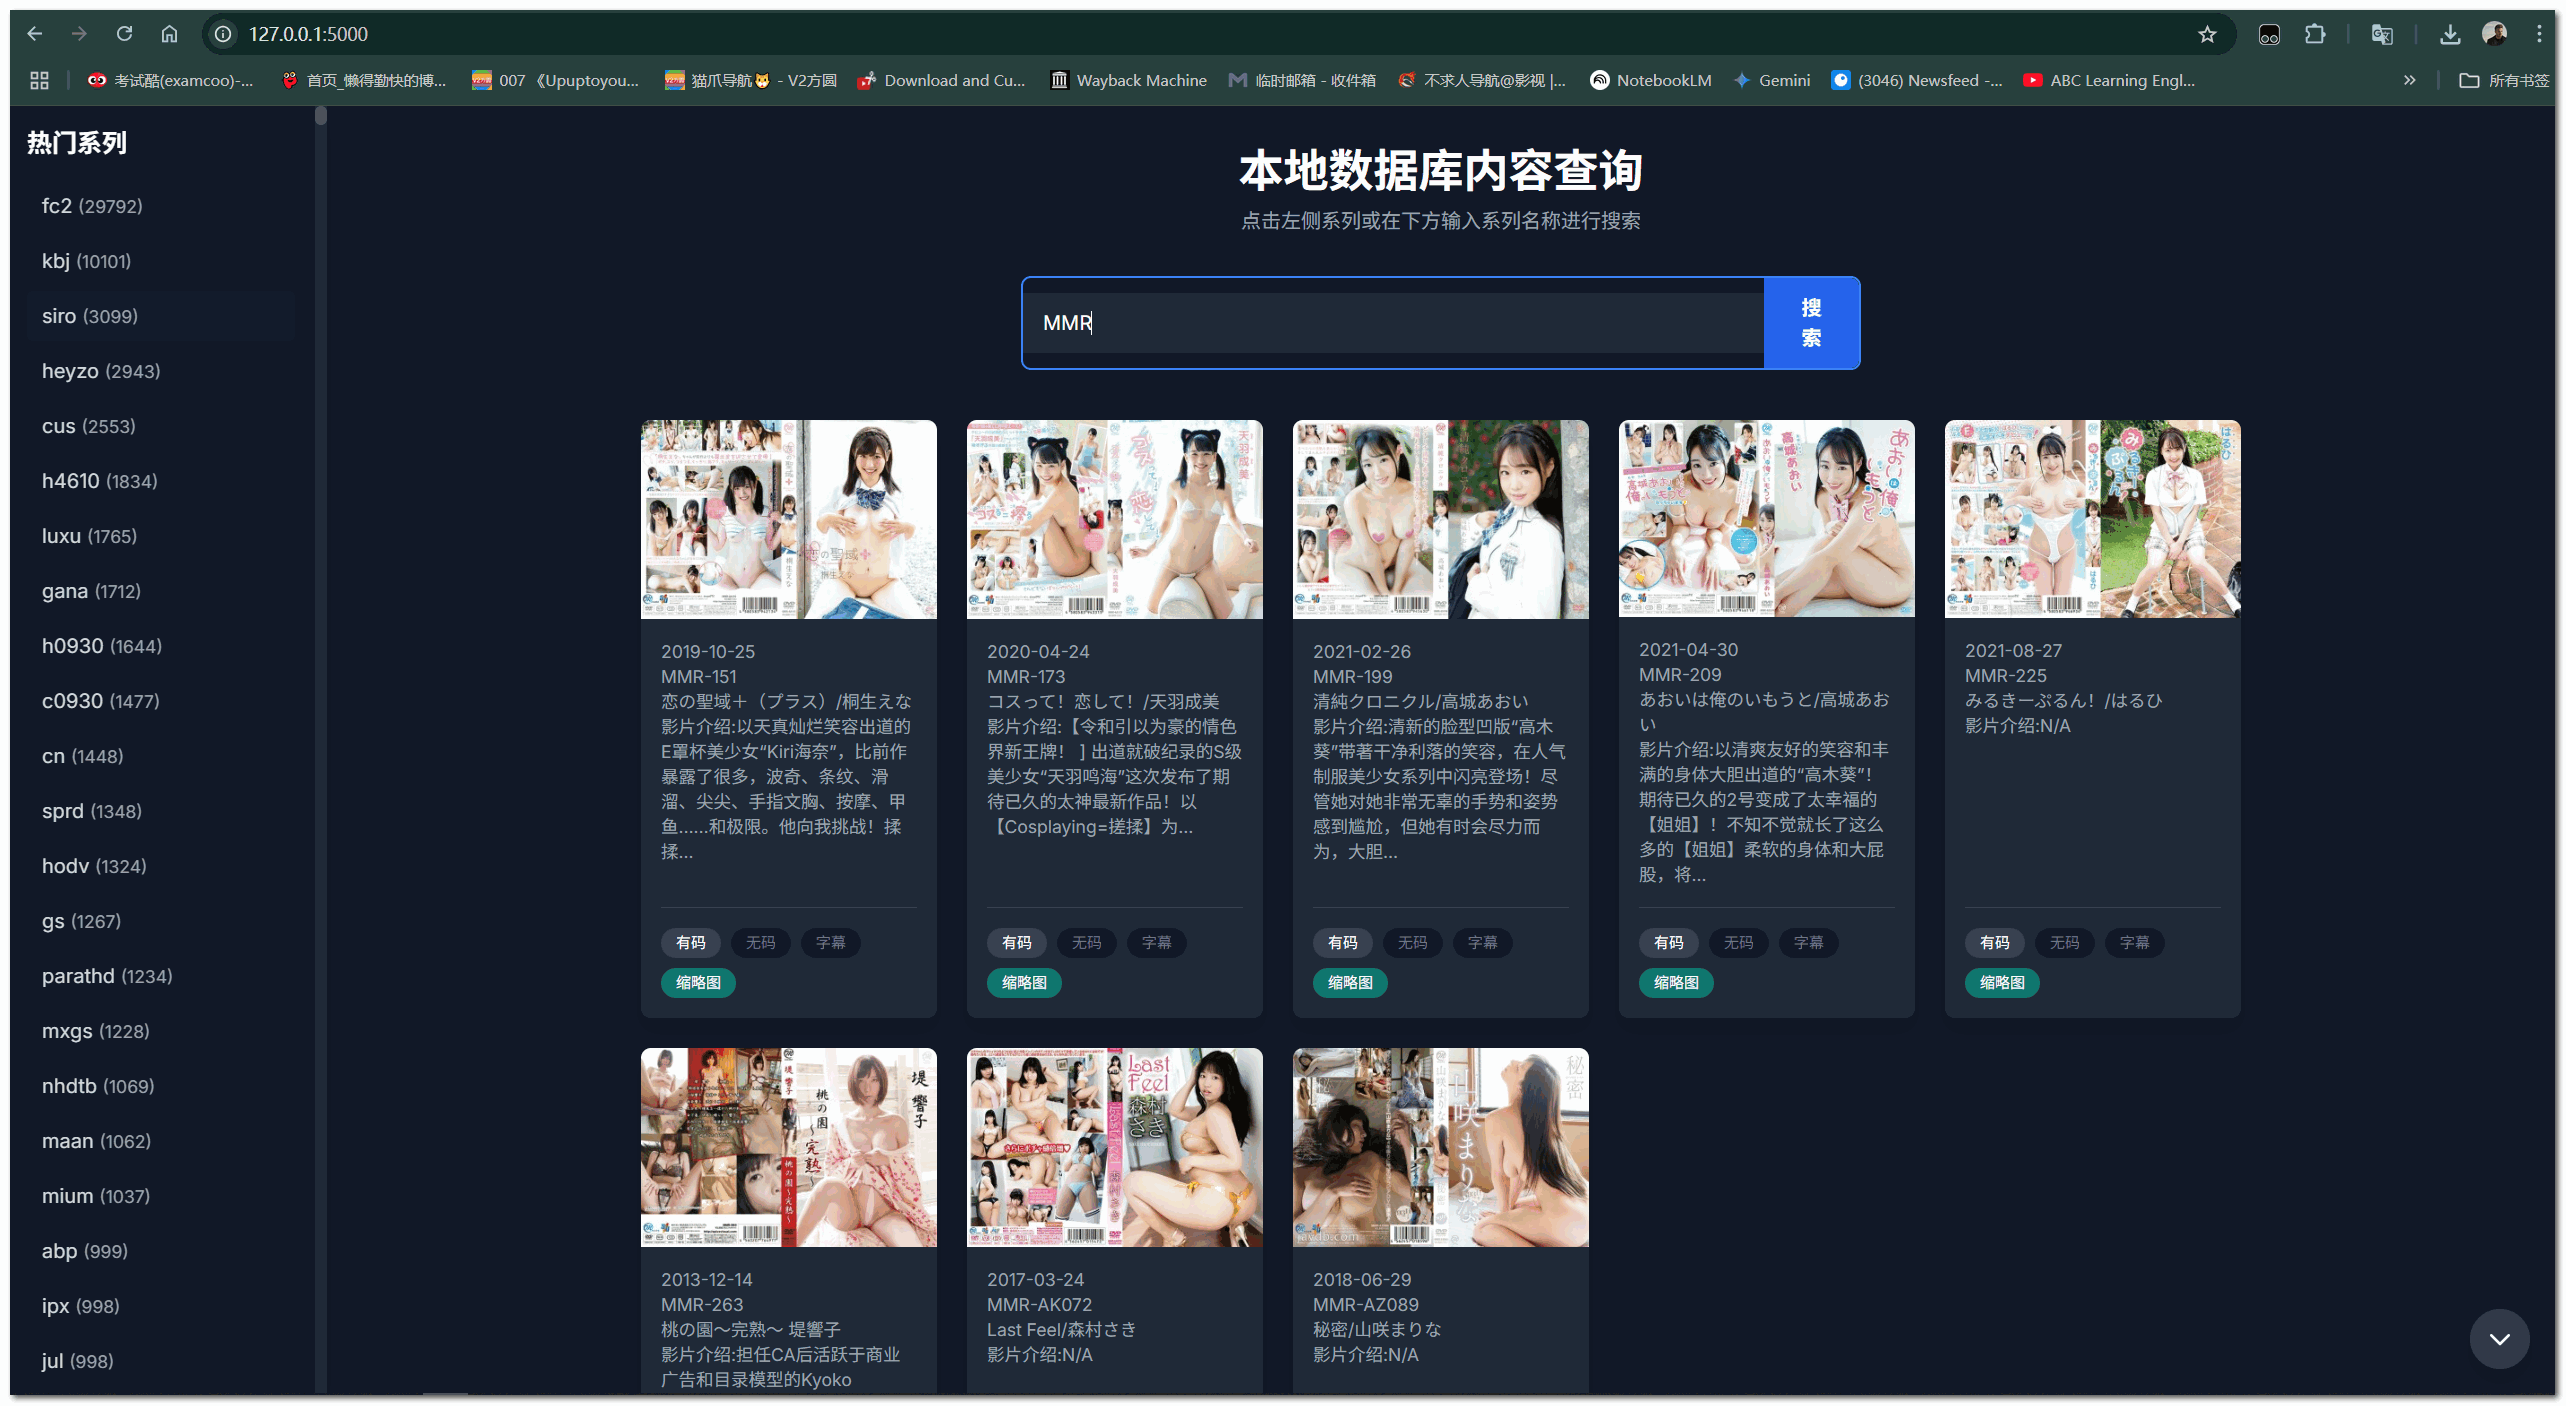 127.0.0.1:5000
考试酷(examcoo)-...
首页_懒得勤快的博...
007 《Upuptoyou...
猫爪导航🐱 - V2方圆
Download and Cu...
Wayback Machine
临时邮箱 - 收件箱
不求人导航@影视 |...
NotebookLM
Gemini
(3046) Newsfeed -...
ABC Learning Engl...
所有书签
热门系列
fc2 (29792)
kbj (10101)
siro (3099)
heyzo (2943)
cus (2553)
h4610 (1834)
luxu (1765)
gana (1712)
h0930 (1644)
c0930 (1477)
cn (1448)
sprd (1348)
hodv (1324)
gs (1267)
parathd (1234)
mxgs (1228)
nhdtb (1069)
maan (1062)
mium (1037)
abp (999)
ipx (998)
jul (998)
本地数据库内容查询
点击左侧系列或在下方输入系列名称进行搜索
MMR
搜
索
2019-10-25
MMR-151
恋の聖域＋（プラス）/桐生えな
影片介绍:以天真灿烂笑容出道的
E罩杯美少女“Kiri海奈”，比前作
暴露了很多，波奇、条纹、滑
溜、尖尖、手指文胸、按摩、甲
鱼……和极限。他向我挑战！揉
揉...
有码 无码 字幕
缩略图
2020-04-24
MMR-173
コスって！恋して！/天羽成美
影片介绍:【令和引以为豪的情色
界新王牌！ ] 出道就破纪录的S级
美少女“天羽鸣海”这次发布了期
待已久的太神最新作品！以
【Cosplaying=搓揉】为...
有码 无码 字幕
缩略图
2021-02-26
MMR-199
清純クロニクル/高城あおい
影片介绍:清新的脸型凹版“高木
葵”带著干净利落的笑容，在人气
制服美少女系列中闪亮登场！尽
管她对她非常无辜的手势和姿势
感到尴尬，但她有时会尽力而
为，大胆...
有码 无码 字幕
缩略图
2021-04-30
MMR-209
あおいは俺のいもうと/高城あお
い
影片介绍:以清爽友好的笑容和丰
满的身体大胆出道的“高木葵”！
期待已久的2号变成了太幸福的
【姐姐】！不知不觉就长了这么
多的【姐姐】柔软的身体和大屁
股，将...
有码 无码 字幕
缩略图
2021-08-27
MMR-225
みるきーぷるん！/はるひ
影片介绍:N/A
有码 无码 字幕
缩略图
堤響子
桃の園～完熟～
2013-12-14
MMR-263
桃の園～完熟～ 堤響子
影片介绍:担任CA后活跃于商业
广告和目录模型的Kyoko
Last
Feel
森村
さき
2017-03-24
MMR-AK072
Last Feel/森村さき
影片介绍:N/A
秘密
山咲まりな
2018-06-29
MMR-AZ089
秘密/山咲まりな
影片介绍:N/A